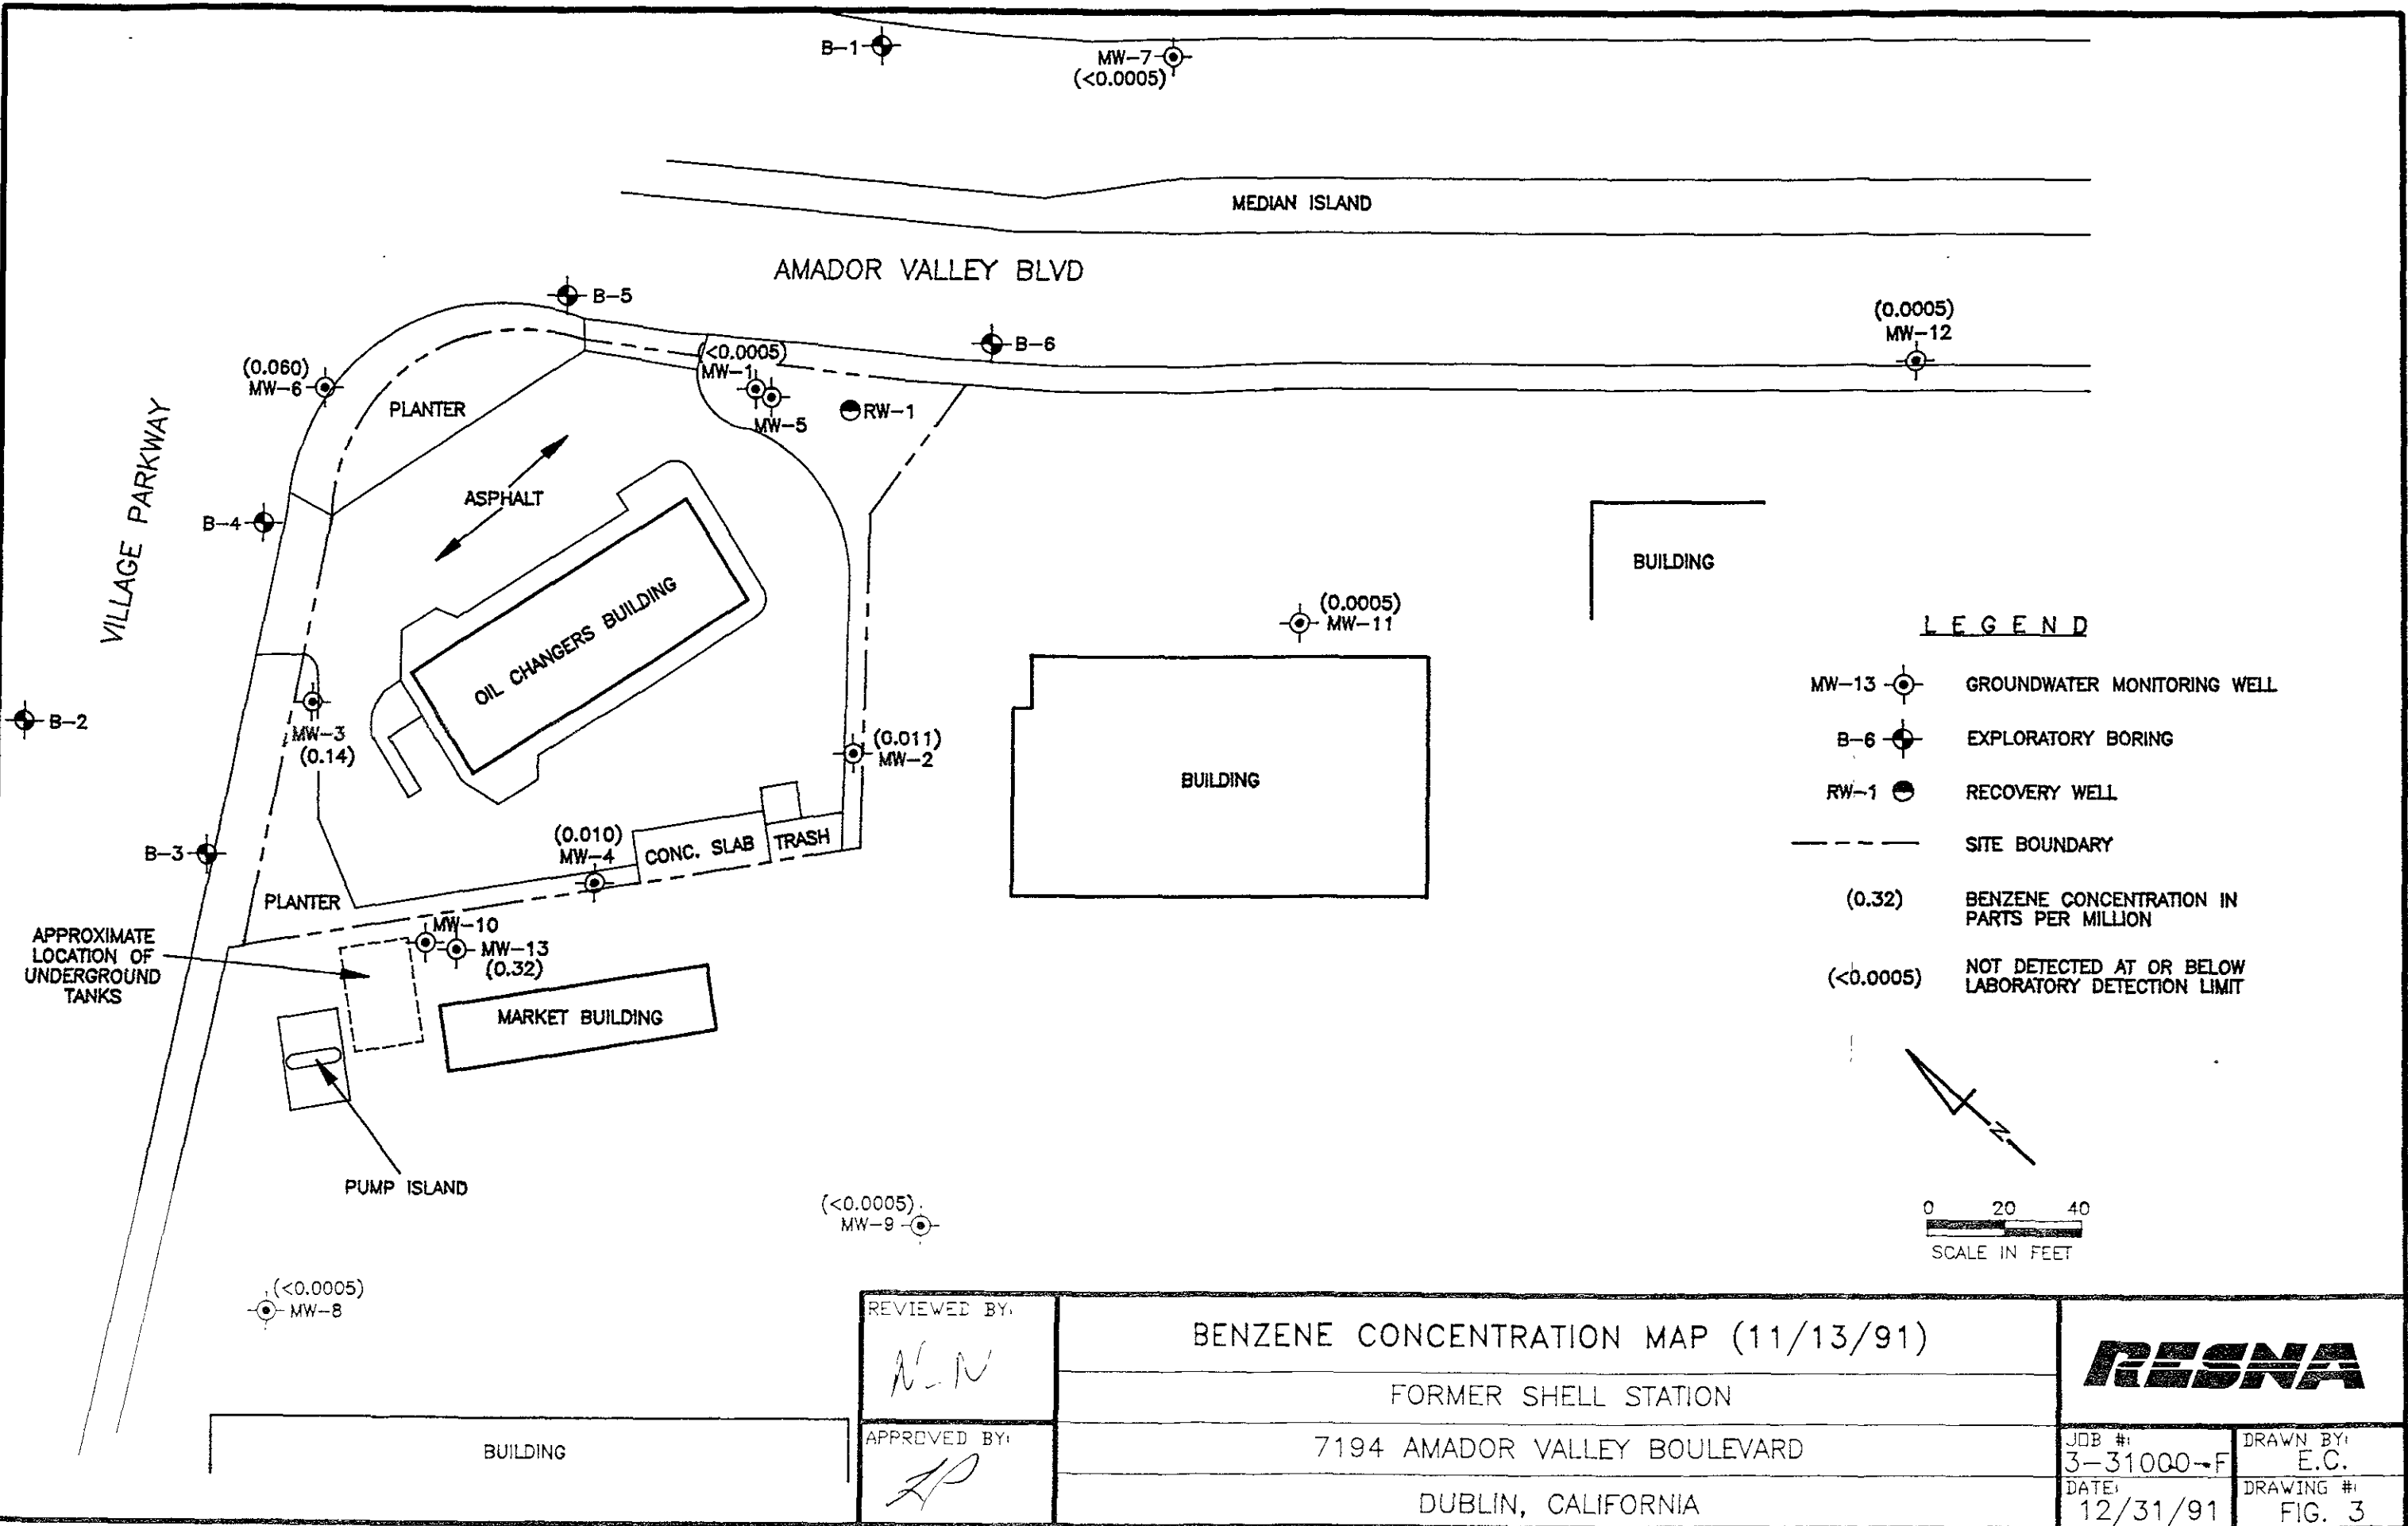 B-1
MW-7
(<0.0005)
MEDIAN ISLAND
AMADOR VALLEY BLVD
B-5
B-6
(0.0005)
MW-12
(<0.0005)
MW-1
MW-5
RW-1
(0.060)
MW-6
PLANTER
VILLAGE PARKWAY
ASPHALT
B-4
OIL CHANGERS BUILDING
BUILDING
(0.0005)
MW-11
B-2
MW-3
(0.14)
(0.011)
MW-2
BUILDING
B-3
(0.010)
MW-4
CONC. SLAB
TRASH
PLANTER
APPROXIMATE
LOCATION OF
UNDERGROUND
TANKS
MW-10
MW-13
(0.32)
MARKET BUILDING
PUMP ISLAND
(<0.0005)
MW-9
(<0.0005)
MW-8
BUILDING
LEGEND
MW-13 GROUNDWATER MONITORING WELL
B-6 EXPLORATORY BORING
RW-1 RECOVERY WELL
SITE BOUNDARY
(0.32) BENZENE CONCENTRATION IN
PARTS PER MILLION
(<0.0005) NOT DETECTED AT OR BELOW
LABORATORY DETECTION LIMIT
N
0 20 40
SCALE IN FEET
REVIEWED BY:
N-N
APPROVED BY:
BENZENE CONCENTRATION MAP (11/13/91)
FORMER SHELL STATION
7194 AMADOR VALLEY BOULEVARD
DUBLIN, CALIFORNIA
RESNA
JOB #:
3-31000-F
DRAWN BY:
E.C.
DATE:
12/31/91
DRAWING #:
FIG. 3